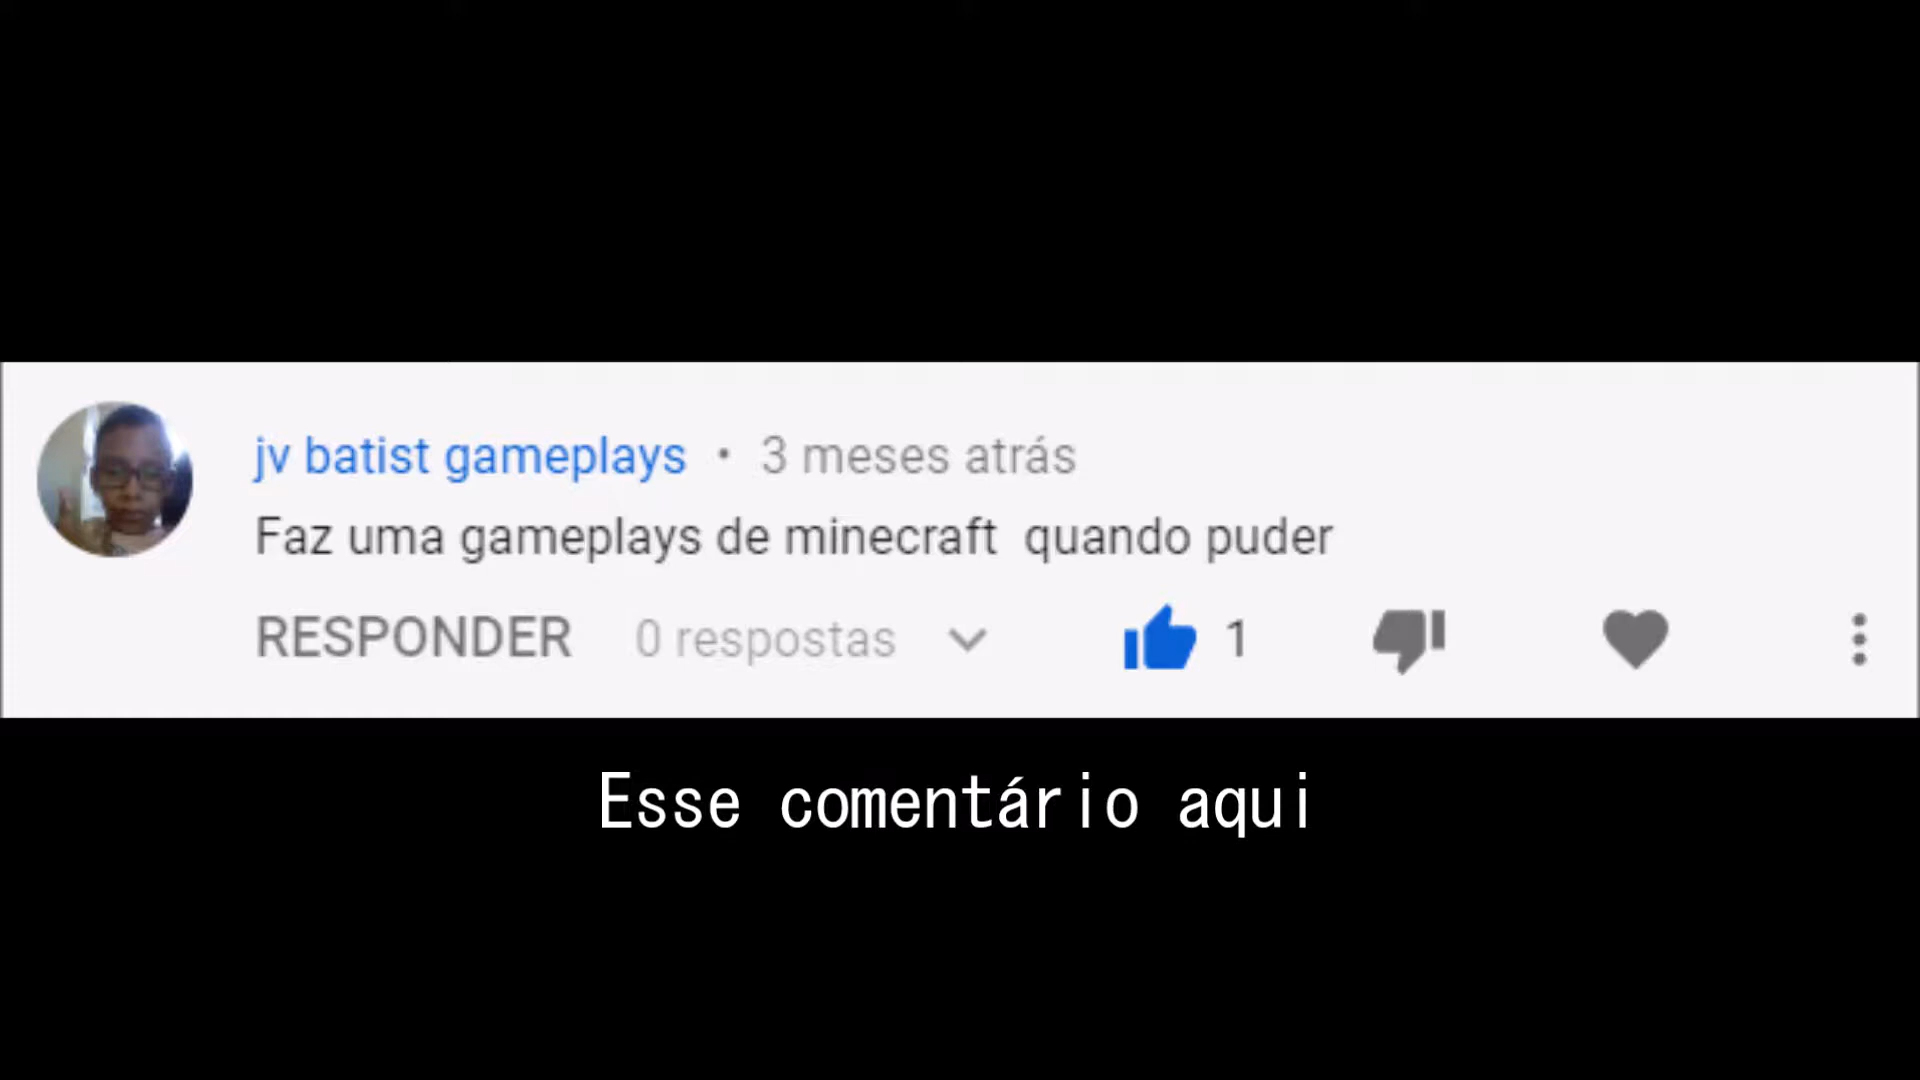 jv batist gameplays • 3 meses atrás
Faz uma gameplays de minecraft quando puder
RESPONDER 0 respostas 1
Esse comentário aqui